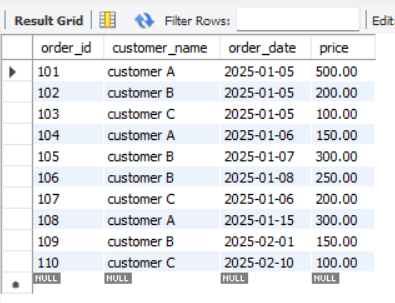 Result Grid Filter Rows: Edit:
order_id customer_name order_date price
101 customer A 2025-01-05 500.00
102 customer B 2025-01-05 200.00
103 customer C 2025-01-05 100.00
104 customer A 2025-01-06 150.00
105 customer B 2025-01-07 300.00
106 customer B 2025-01-08 250.00
107 customer C 2025-01-06 200.00
108 customer A 2025-01-15 300.00
109 customer B 2025-02-01 150.00
110 customer C 2025-02-10 100.00
NULL NULL NULL NULL